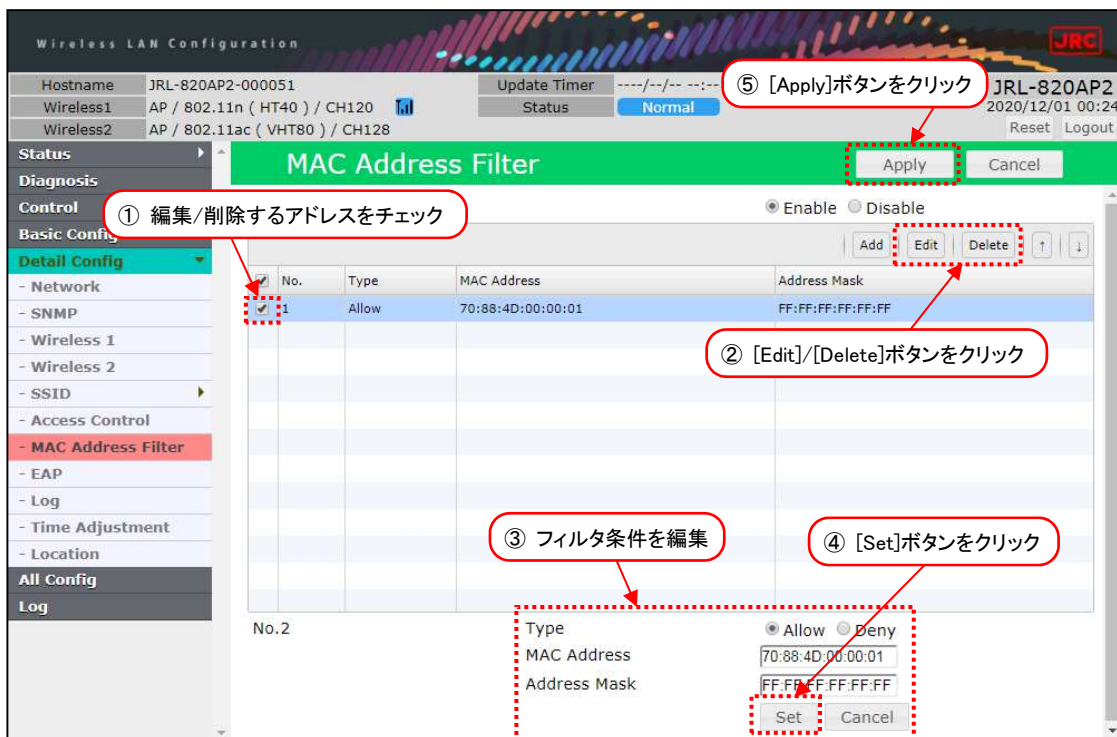 Wireless LAN Configuration
JRC
Hostname JRL-820AP2-000051 Update Timer ----/--/-- --:-- ⑤ [Apply]ボタンをクリック JRL-820AP2
Wireless1 AP / 802.11n ( HT40 ) / CH120 Status Normal 2020/12/01 00:24
Wireless2 AP / 802.11ac ( VHT80 ) / CH128 Reset Logout
Status
MAC Address Filter Apply Cancel
Diagnosis
Control ① 編集/削除するアドレスをチェック Enable Disable
Basic Config
Add Edit Delete ↑ ↓
Detail Config
No. Type MAC Address Address Mask
- Network
1 Allow 70:88:4D:00:00:01 FF:FF:FF:FF:FF:FF
- SNMP
- Wireless 1
② [Edit]/[Delete]ボタンをクリック
- Wireless 2
- SSID
- Access Control
- MAC Address Filter
- EAP
- Log
- Time Adjustment
③ フィルタ条件を編集 ④ [Set]ボタンをクリック
- Location
All Config
Log
No.2 Type Allow Deny
MAC Address 70:88:4D:00:00:01
Address Mask FF:FF:FF:FF:FF:FF
Set Cancel